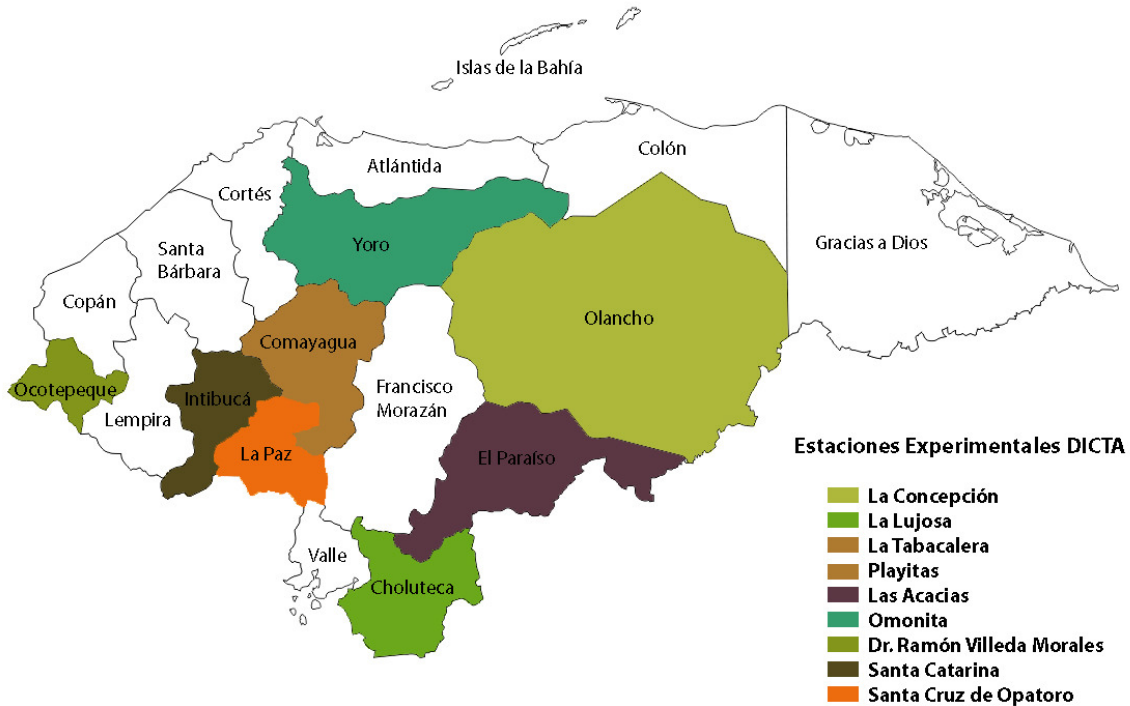 Islas de la Bahía
Atlántida
Colón
Cortés
Yoro
Gracias a Dios
Santa
Bárbara
Copán
Olancho
Comayagua
Ocotepeque
Intibucá
Francisco
Morazán
Lempira
La Paz
El Paraíso
Valle
Choluteca
Estaciones Experimentales DICTA
La Concepción
La Lujosa
La Tabacalera
Playitas
Las Acacias
Omonita
Dr. Ramón Villeda Morales
Santa Catarina
Santa Cruz de Opatoro